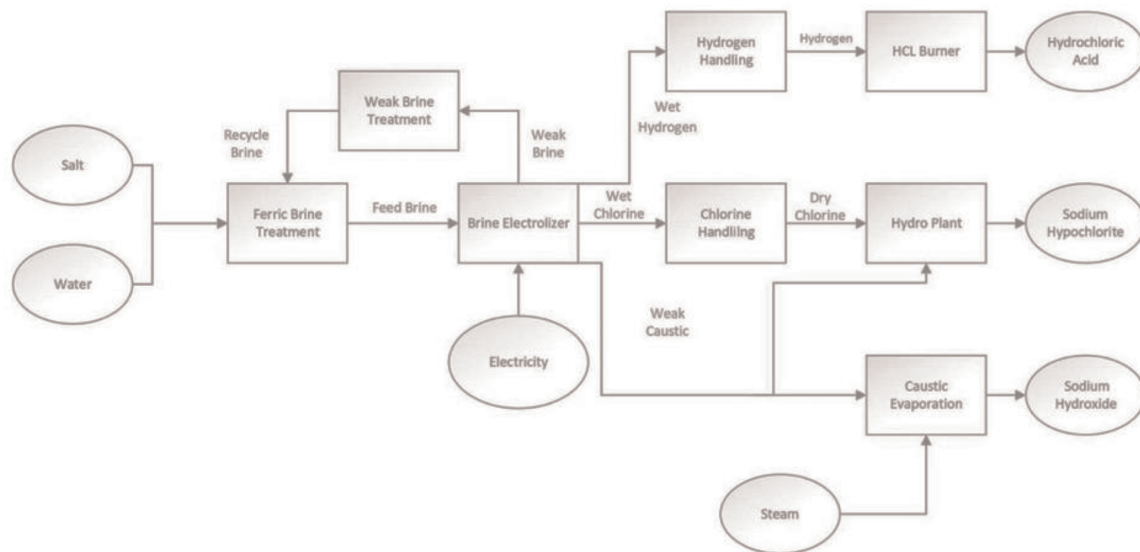 Hydrogen
Handling
Hydrogen
HCL Burner
Hydrochloric
Acid
Weak Brine
Treatment
Wet
Hydrogen
Recycle
Brine
Weak
Brine
Salt
Ferric Brine
Treatment
Feed Brine
Brine Electrolizer
Wet
Chlorine
Chlorine
Handlilng
Dry
Chlorine
Hydro Plant
Sodium
Hypochlorite
Water
Weak
Caustic
Electricity
Caustic
Evaporation
Sodium
Hydroxide
Steam